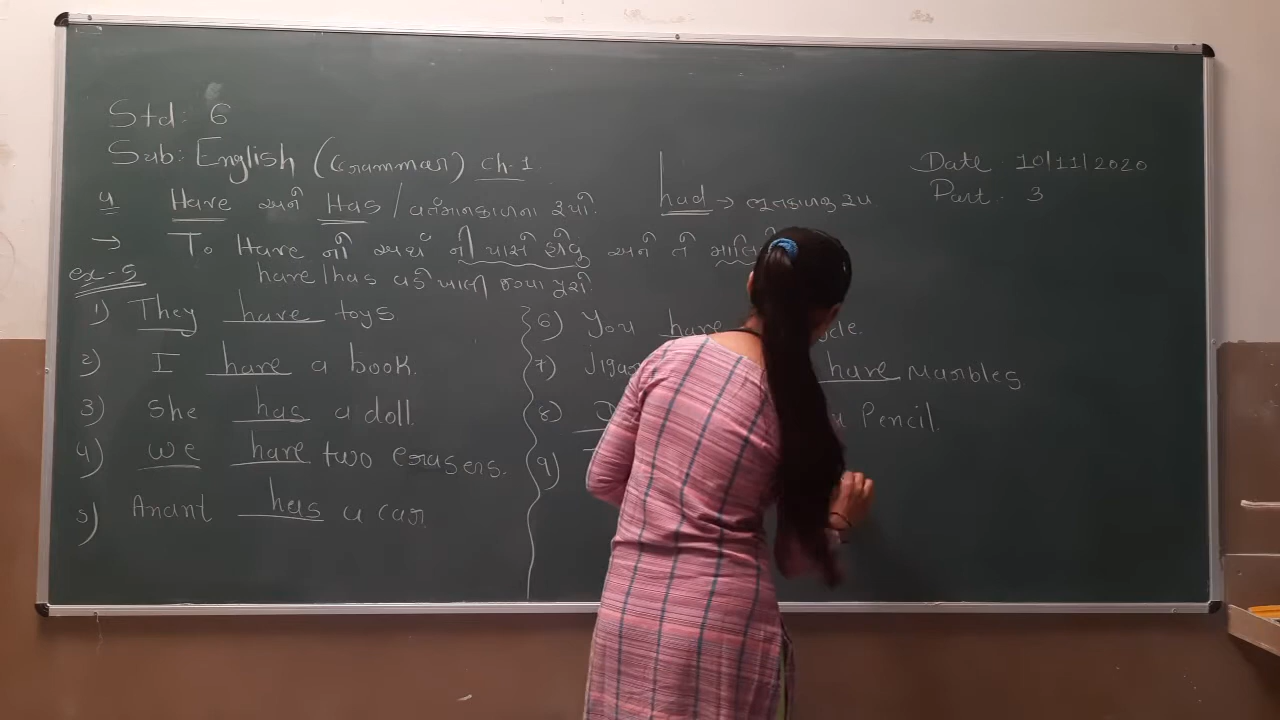 Std: 6
Sub: English (Grammar) Ch-1.
Date : 10/11/2020
Part : 3
૫ Have અને Has / વર્તમાનકાળના રૂપો.
had → ભૂતકાળનું રૂપ
→ To Have નો અર્થ ની પાસે હોવું અને તે
ex-5 have/has વડે ખાલી જગ્યા પૂરો.
1) They have toys
2) I have a book.
3) She has a doll.
4) we have two erasers.
5) Anant has a car.
6) You have
7) have Marbles
8) Pencil.
9)